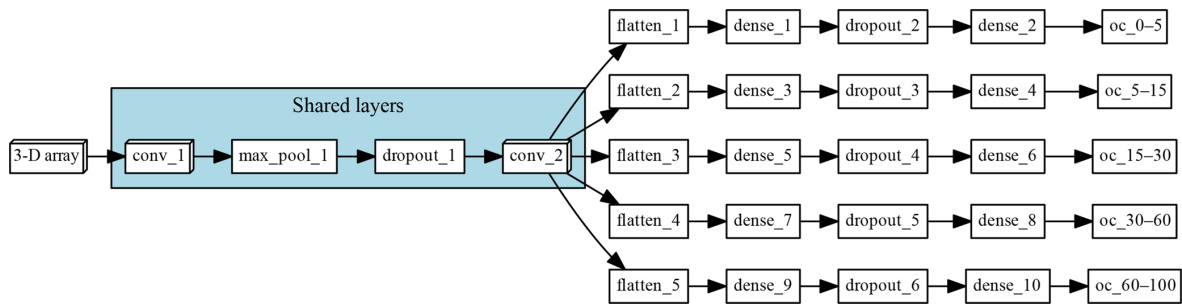 flatten_1 dense_1 dropout_2 dense_2 oc_0–5
flatten_2 dense_3 dropout_3 dense_4 oc_5–15
Shared layers
3-D array conv_1 max_pool_1 dropout_1 conv_2 flatten_3 dense_5 dropout_4 dense_6 oc_15–30
flatten_4 dense_7 dropout_5 dense_8 oc_30–60
flatten_5 dense_9 dropout_6 dense_10 oc_60–100